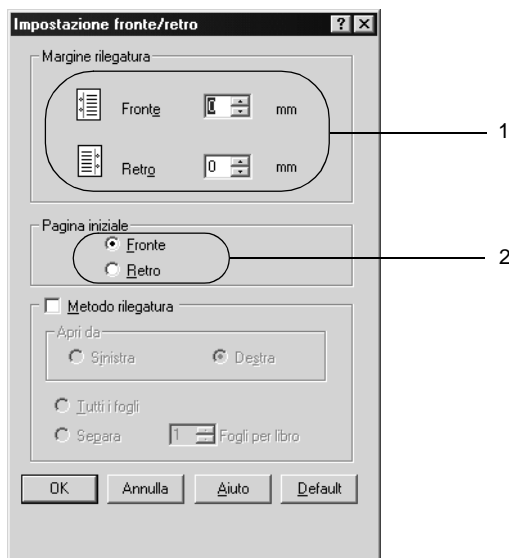 Impostazione fronte/retro
Margine rilegatura
Fronte 0 mm
1
Retro 0 mm
Pagina iniziale
Fronte
2
Retro
Metodo rilegatura
Apri da
Sinistra Destra
Tutti i fogli
Separa 1 Fogli per libro
OK Annulla Aiuto Default